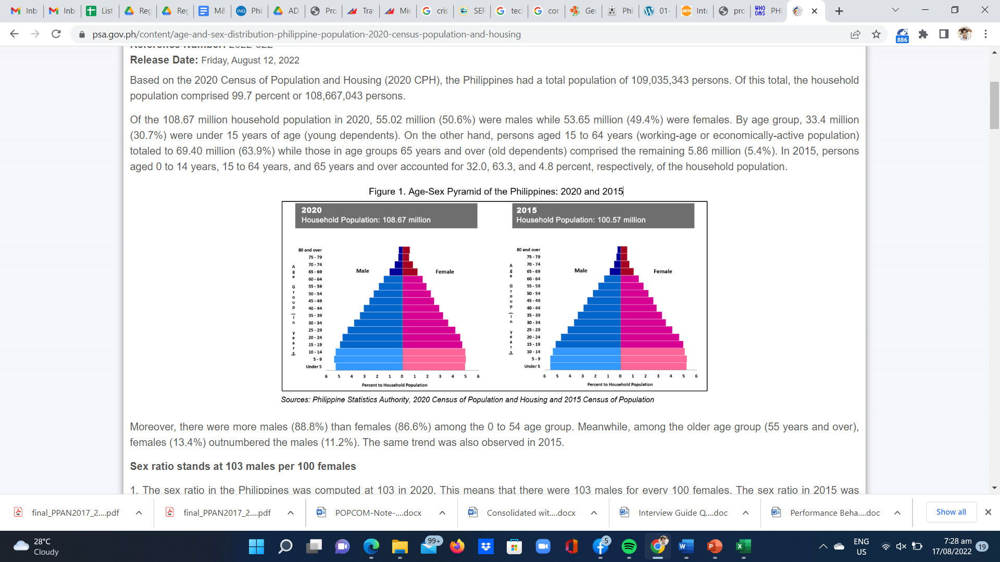 Inb
Inb
List
Reg
Reg
M&
INQ
Phi
AD
Pro
Tra
Mic
cris
SEF
tec
cor
Ger
Phi
01-
UNFPA
Inte
pro
WHO
OMS
PHI
psa.gov.ph/content/age-and-sex-distribution-philippine-population-2020-census-population-and-housing
886
Release Date: Friday, August 12, 2022
Based on the 2020 Census of Population and Housing (2020 CPH), the Philippines had a total population of 109,035,343 persons. Of this total, the household
population comprised 99.7 percent or 108,667,043 persons.
Of the 108.67 million household population in 2020, 55.02 million (50.6%) were males while 53.65 million (49.4%) were females. By age group, 33.4 million
(30.7%) were under 15 years of age (young dependents). On the other hand, persons aged 15 to 64 years (working-age or economically-active population)
totaled to 69.40 million (63.9%) while those in age groups 65 years and over (old dependents) comprised the remaining 5.86 million (5.4%). In 2015, persons
aged 0 to 14 years, 15 to 64 years, and 65 years and over accounted for 32.0, 63.3, and 4.8 percent, respectively, of the household population.
Figure 1. Age-Sex Pyramid of the Philippines: 2020 and 2015
2020
Household Population: 108.67 million
Age Group (in years)
80 and over
75 - 79
70 - 74
65 - 69
60 - 64
55 - 59
50 - 54
45 - 49
40 - 44
35 - 39
30 - 34
25 - 29
20 - 24
15 - 19
10 - 14
5 - 9
Under 5
Male
Female
6 5 4 3 2 1 0 1 2 3 4 5 6
Percent to Household Population
2015
Household Population: 100.57 million
Age Group (in years)
80 and over
75 - 79
70 - 74
65 - 69
60 - 64
55 - 59
50 - 54
45 - 49
40 - 44
35 - 39
30 - 34
25 - 29
20 - 24
15 - 19
10 - 14
5 - 9
Under 5
Male
Female
6 5 4 3 2 1 0 1 2 3 4 5 6
Percent to Household Population
Sources: Philippine Statistics Authority, 2020 Census of Population and Housing and 2015 Census of Population
Moreover, there were more males (88.8%) than females (86.6%) among the 0 to 54 age group. Meanwhile, among the older age group (55 years and over),
females (13.4%) outnumbered the males (11.2%). The same trend was also observed in 2015.
Sex ratio stands at 103 males per 100 females
1. The sex ratio in the Philippines was computed at 103 in 2020. This means that there were 103 males for every 100 females. The sex ratio in 2015 was
final_PPAN2017_2....pdf
final_PPAN2017_2....pdf
POPCOM-Note-....docx
Consolidated wit....docx
Interview Guide Q....doc
Performance Beha....doc
Show all
28°C
Cloudy
99+
5
ENG
US
7:28 am
17/08/2022
19